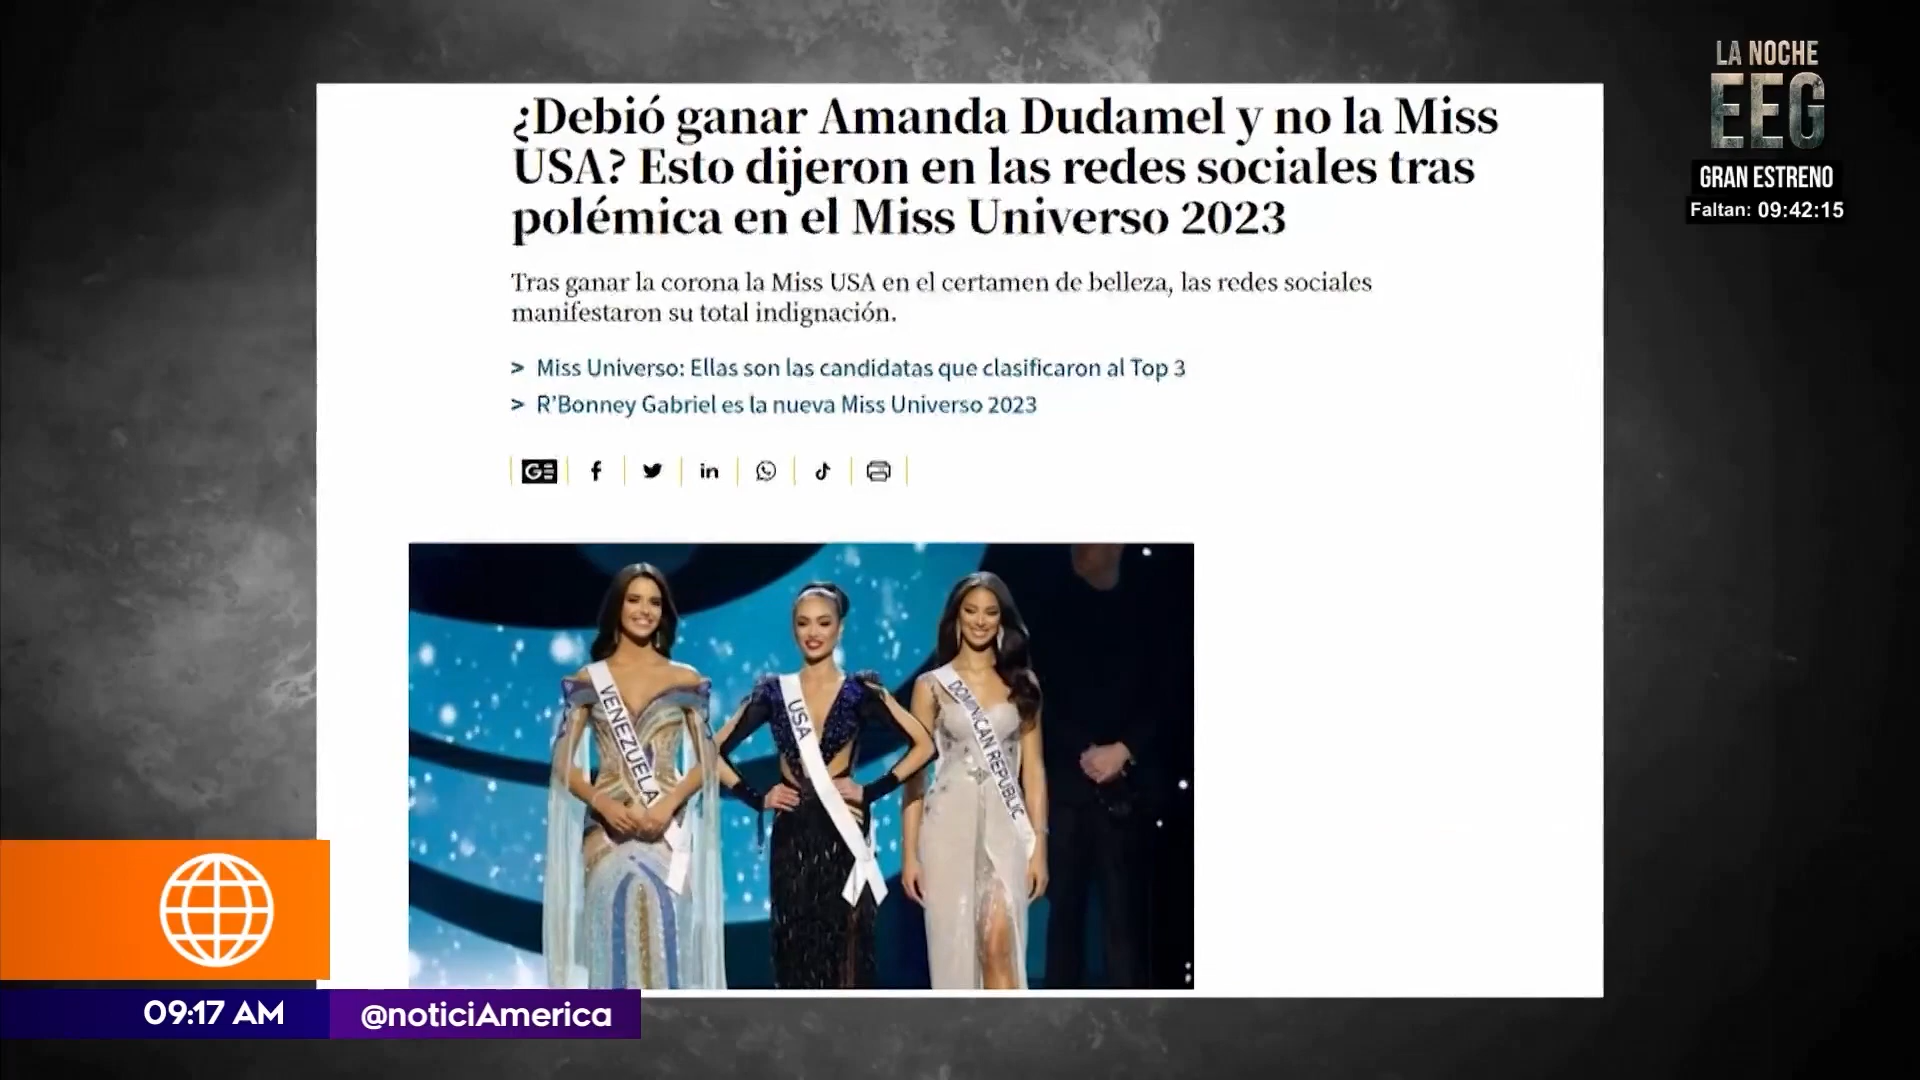 ¿Debió ganar Amanda Dudamel y no la Miss
USA? Esto dijeron en las redes sociales tras
polémica en el Miss Universo 2023
Tras ganar la corona la Miss USA en el certamen de belleza, las redes sociales
manifestaron su total indignación.
> Miss Universo: Ellas son las candidatas que clasificaron al Top 3
> R'Bonney Gabriel es la nueva Miss Universo 2023
GE
in
VENEZUELA
USA
DOMINICAN REPUBLIC
LA NOCHE
EEG
GRAN ESTRENO
Faltan: 09:42:15
09:17 AM
@noticiAmerica